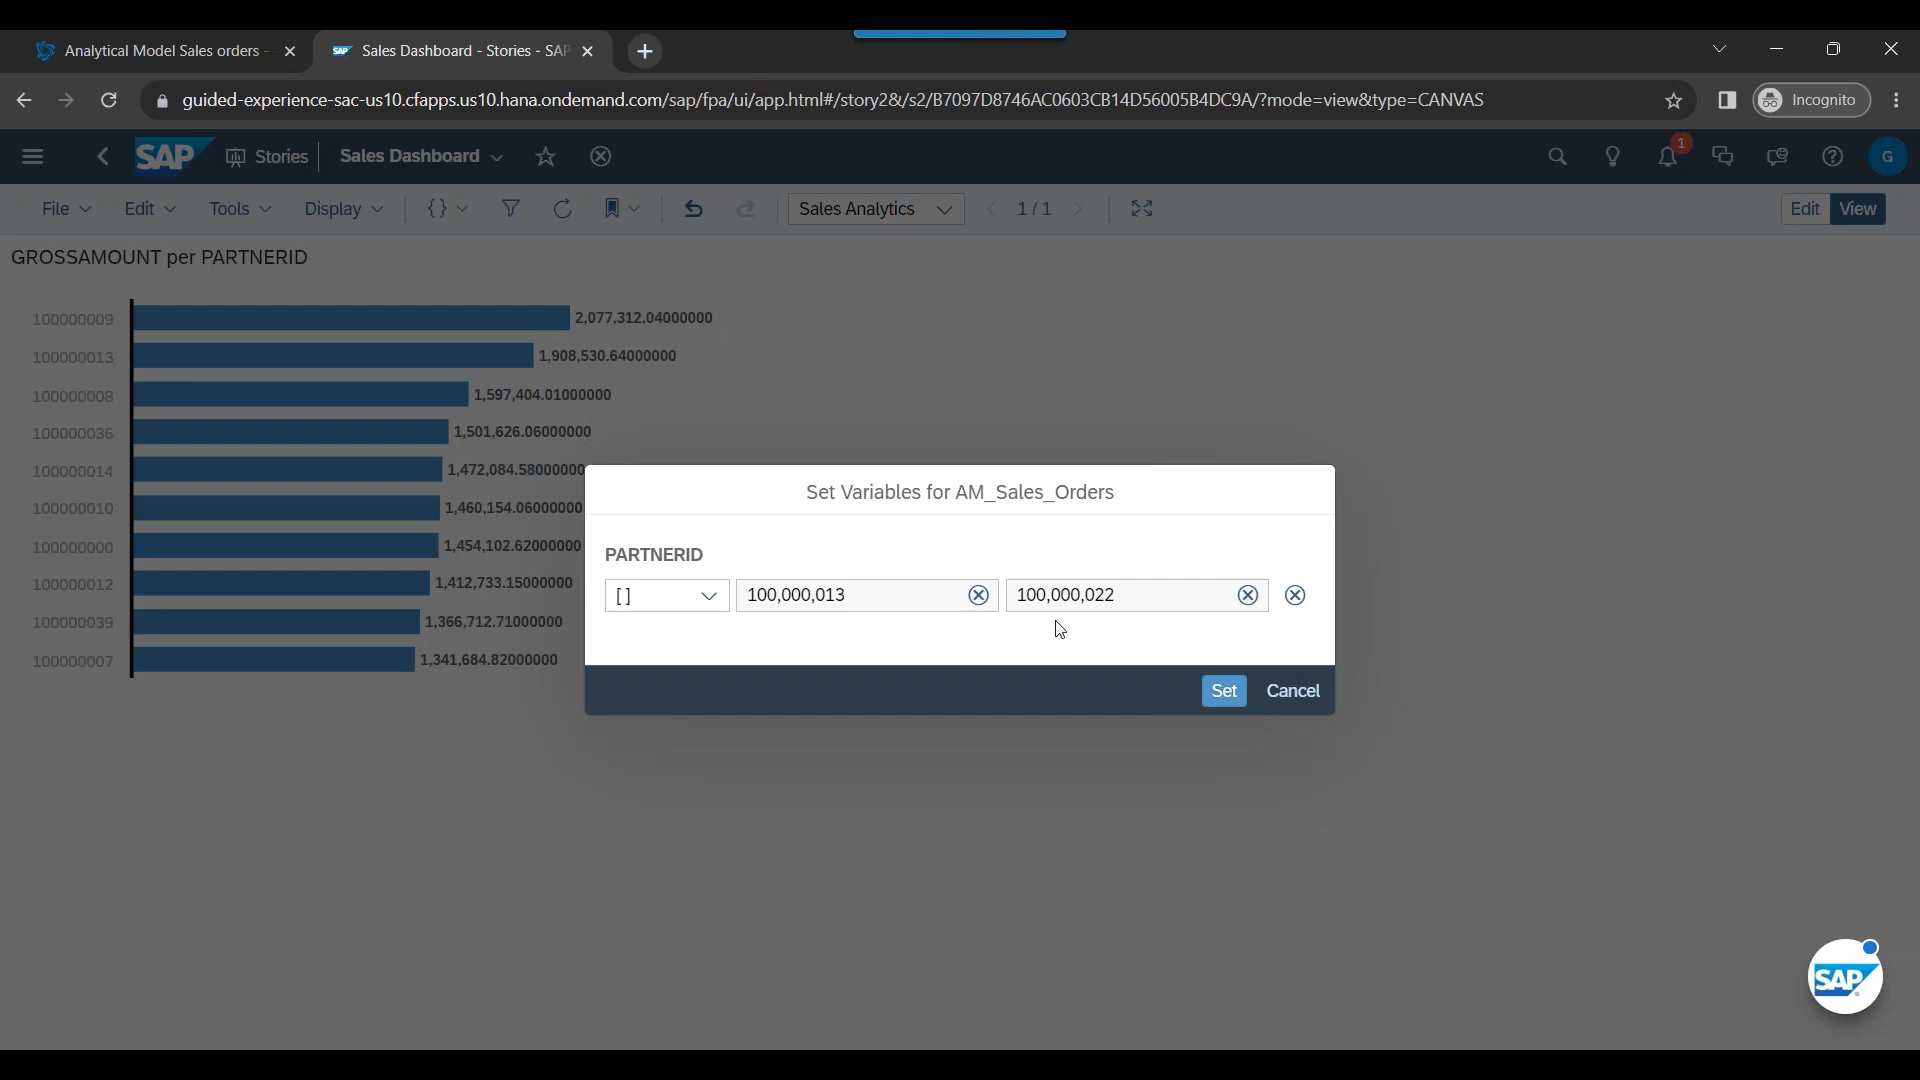 Analytical Model Sales orders -
Sales Dashboard - Stories - SAP
guided-experience-sac-us10.cfapps.us10.hana.ondemand.com/sap/fpa/ui/app.html#/story2&/s2/B7097D8746AC0603CB14D56005B4DC9A/?mode=view&type=CANVAS
Incognito
SAP Stories Sales Dashboard 1 G
File Edit Tools Display { } Sales Analytics 1 / 1 Edit View
GROSSAMOUNT per PARTNERID
100000009 2,077,312.04000000
100000013 1,908,530.64000000
100000008 1,597,404.01000000
100000036 1,501,626.06000000
100000014 1,472,084.58000000
100000010 1,460,154.06000000
100000000 1,454,102.62000000
100000012 1,412,733.15000000
100000039 1,366,712.71000000
100000007 1,341,684.82000000
Set Variables for AM_Sales_Orders
PARTNERID
[ ] 100,000,013 100,000,022
Set Cancel
SAP